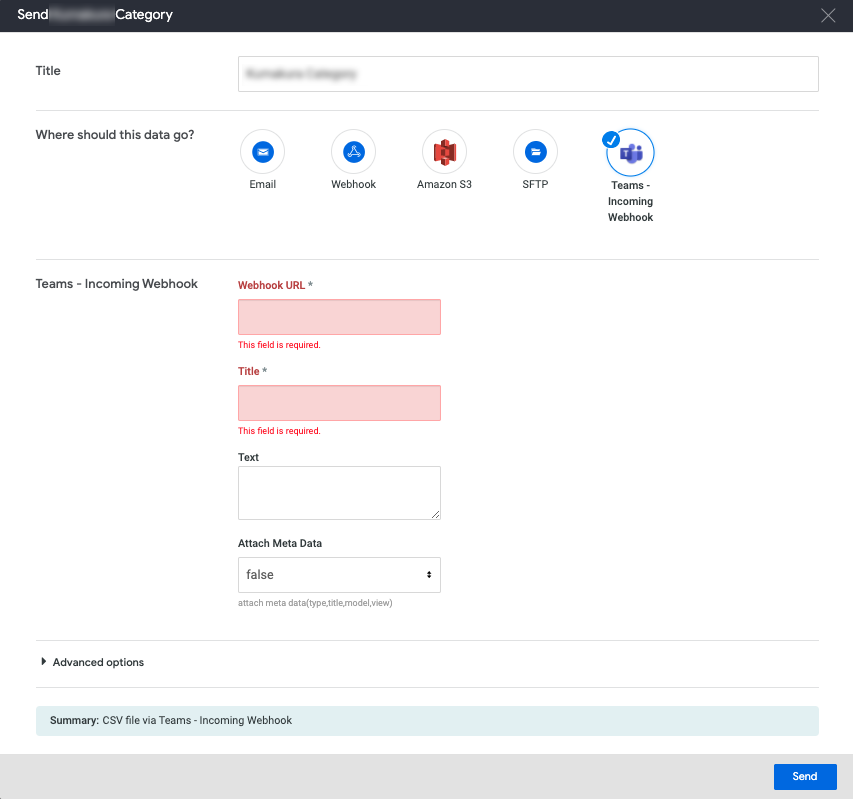 Send Category
Title
Where should this data go?
Email
Webhook
Amazon S3
SFTP
Teams -
Incoming
Webhook
Teams - Incoming Webhook
Webhook URL *
This field is required.
Title *
This field is required.
Text
Attach Meta Data
false
attach meta data(type,title,model,view)
Advanced options
Summary: CSV file via Teams - Incoming Webhook
Send